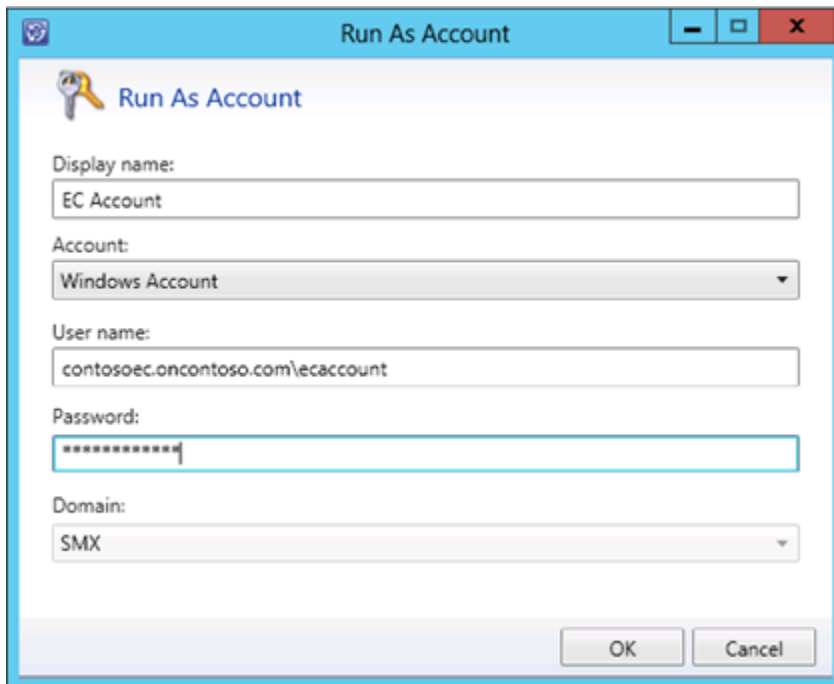 Run As Account
Run As Account
Display name:
EC Account
Account:
Windows Account
User name:
contosoec.oncontoso.com\ecaccount
Password:
************
Domain:
SMX
OK
Cancel